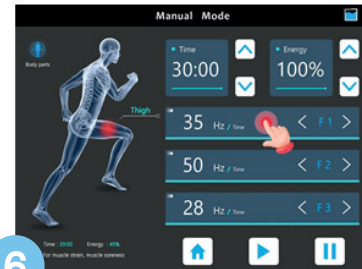 Manual Mode
Body parts
Time
30:00
Energy
100%
Thigh
35 Hz / Time F1
50 Hz / Time F2
28 Hz / Time F3
Time : 20:00 Energy : 45%
For muscle strain, muscle soreness
6